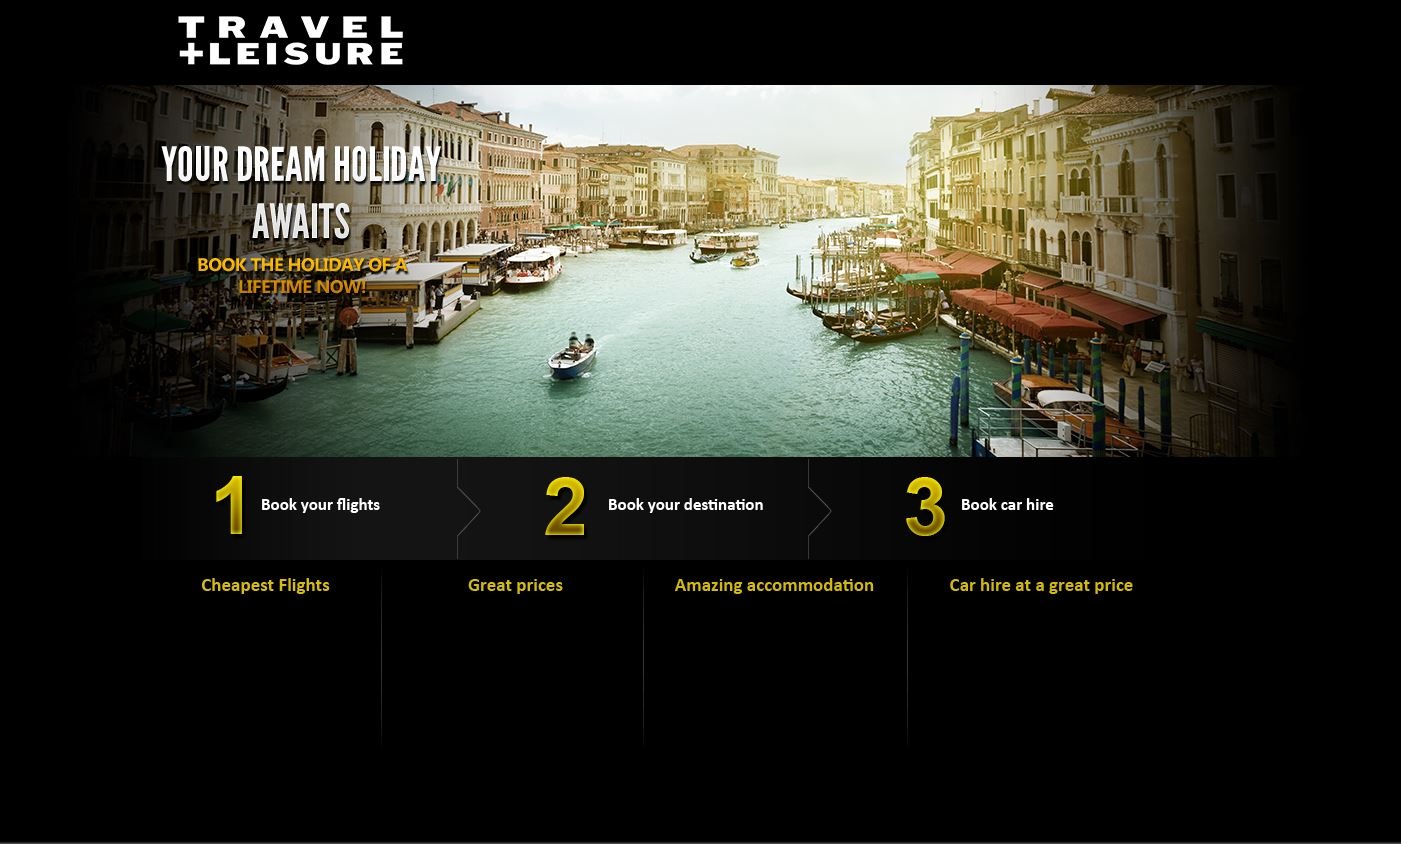 TRAVEL
+LEISURE
YOUR DREAM HOLIDAY
AWAITS
BOOK THE HOLIDAY OF A
LIFETIME NOW!
1 Book your flights
2 Book your destination
3 Book car hire
Cheapest Flights
Great prices
Amazing accommodation
Car hire at a great price